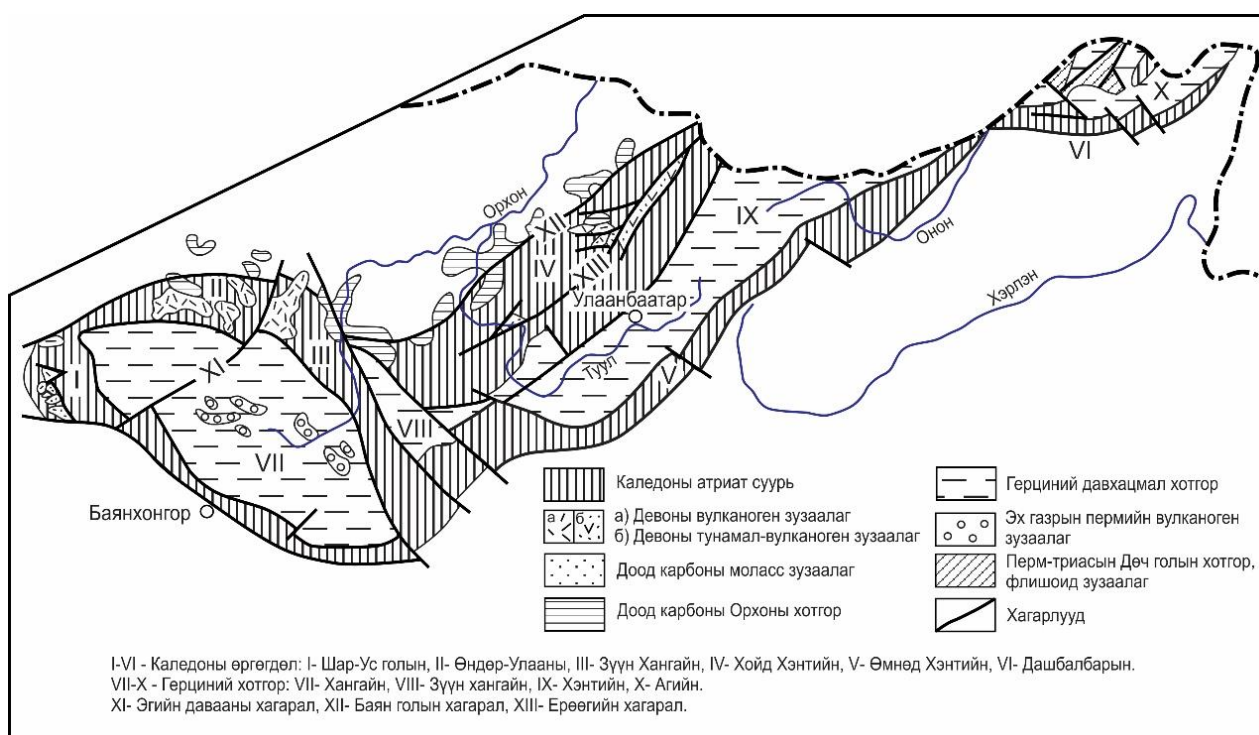 X
VI
Орхон
IX
Онон
XII
IV
XIII
Хэрлэн
Улаанбаатар
II
I
III
XI
Туул
V
VIII
VII
Баянхонгор
Каледоны атриат суурь
а
б
а) Девоны вулканоген зузаалаг
б) Девоны тунамал-вулканоген зузаалаг
Доод карбоны моласс зузаалаг
Доод карбоны Орхоны хотгор
Герциний давхацмал хотгор
Эх газрын пермийн вулканоген
зузаалаг
Перм-триасын Дөч голын хотгор,
флишоид зузаалаг
Хагарлууд
I-VI - Каледоны өргөгдөл: I- Шар-Ус голын, II- Өндөр-Улааны, III- Зүүн Хангайн, IV- Хойд Хэнтийн, V- Өмнөд Хэнтийн, VI- Дашбалбарын.
VII-X - Герциний хотгор: VII- Хангайн, VIII- Зүүн хангайн, IX- Хэнтийн, X- Агийн.
XI- Эгийн давааны хагарал, XII- Баян голын хагарал, XIII- Ерөөгийн хагарал.